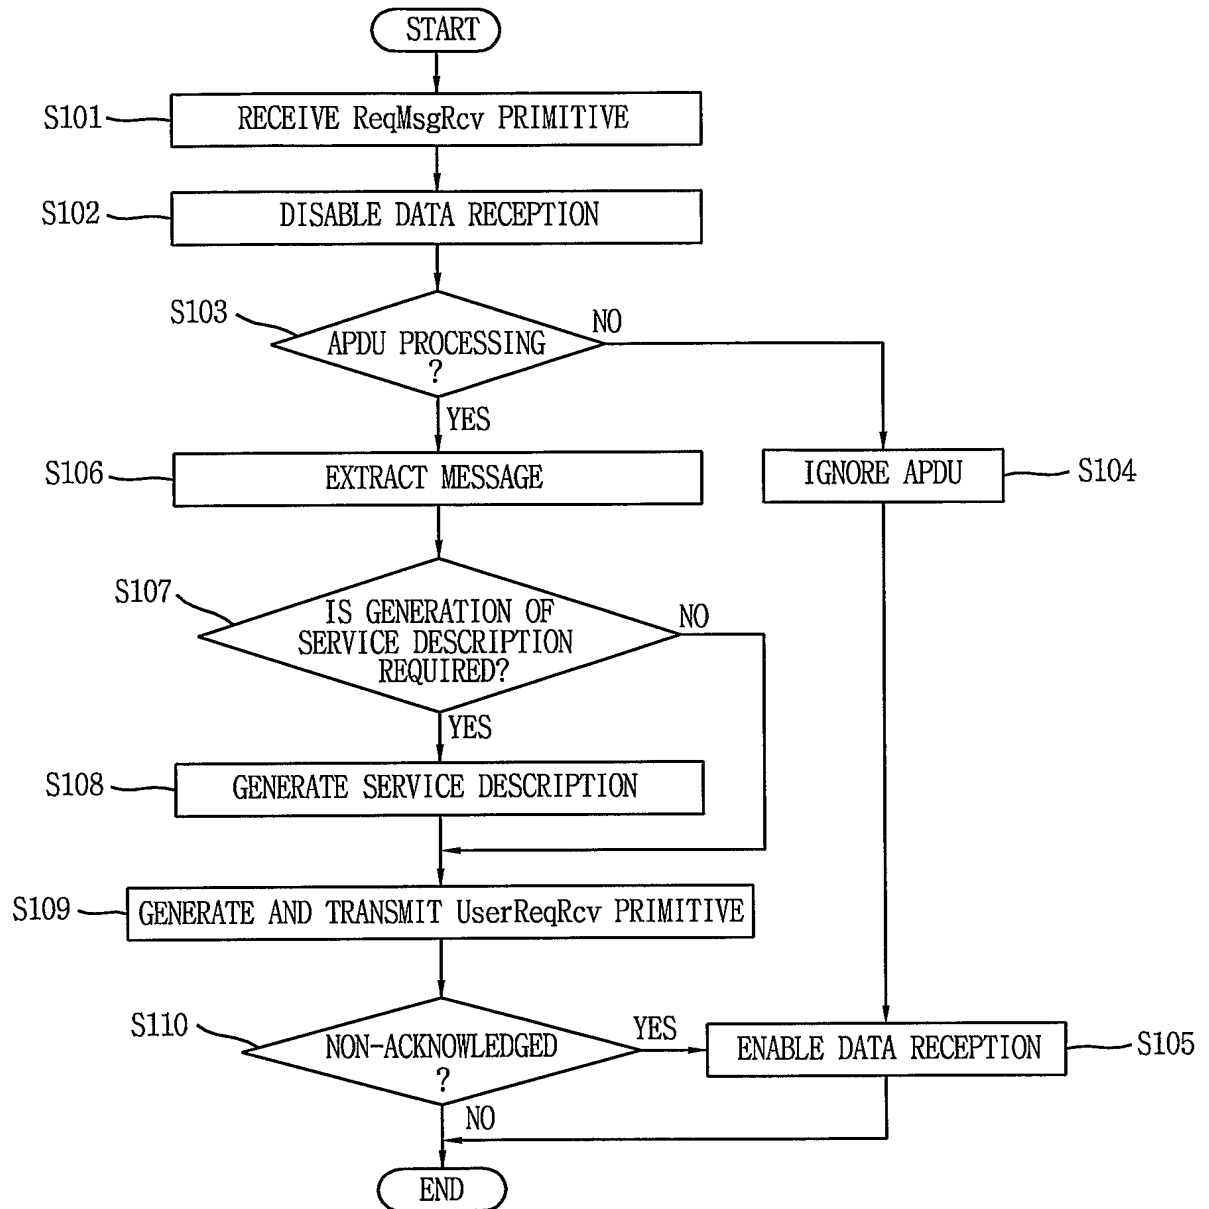 START
S101
RECEIVE ReqMsgRcv PRIMITIVE
S102
DISABLE DATA RECEPTION
S103
APDU PROCESSING
?
NO
YES
S106
EXTRACT MESSAGE
IGNORE APDU
S104
S107
IS GENERATION OF
SERVICE DESCRIPTION
REQUIRED?
NO
YES
S108
GENERATE SERVICE DESCRIPTION
S109
GENERATE AND TRANSMIT UserReqRcv PRIMITIVE
S110
NON-ACKNOWLEDGED
?
YES
ENABLE DATA RECEPTION
S105
NO
END